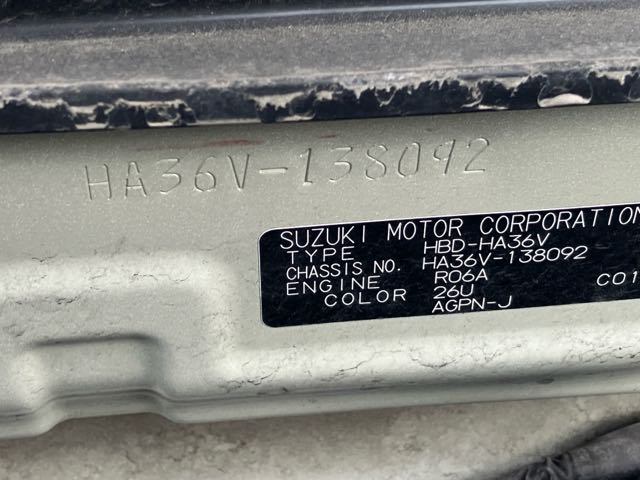 HA36V-138092
SUZUKI MOTOR CORPORATION
TYPE HBD-HA36V
CHASSIS NO. HA36V-138092
ENGINE R06A
COLOR 26U C01
AGPN-J